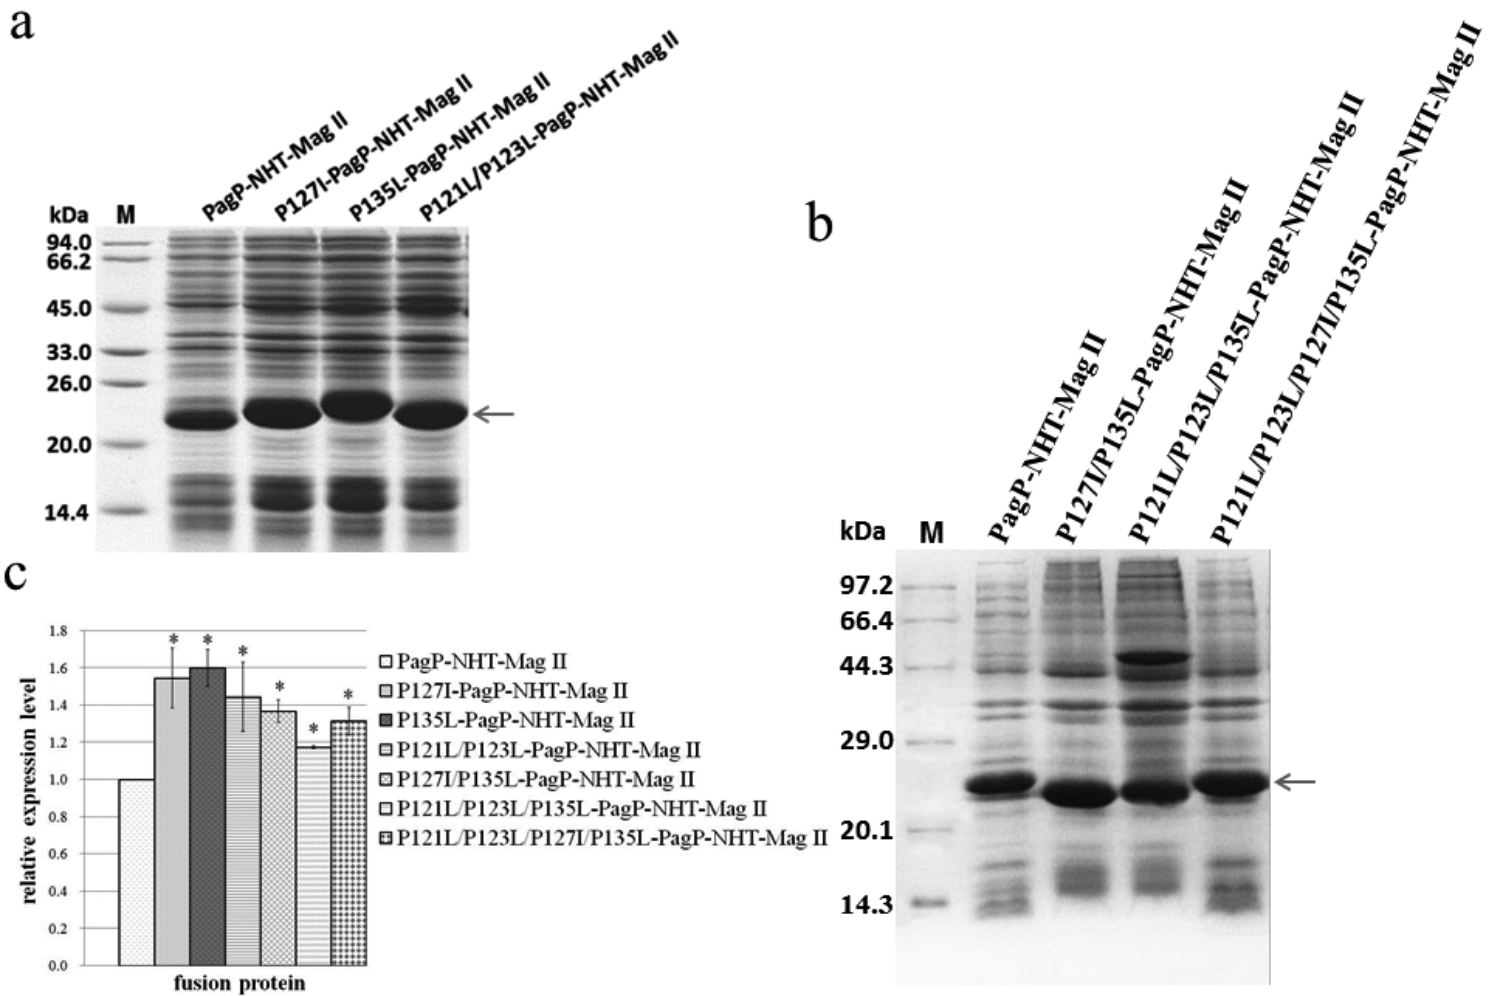 a
PagP-NHT-Mag II
P127I-PagP-NHT-Mag II
P135L-PagP-NHT-Mag II
P121L/P123L-PagP-NHT-Mag II
kDa M
94.0
66.2
45.0
33.0
26.0
20.0
14.4
b
PagP-NHT-Mag II
P127I/P135L-PagP-NHT-Mag II
P121L/P123L/P135L-PagP-NHT-Mag II
P121L/P123L/P127I/P135L-PagP-NHT-Mag II
kDa M
97.2
66.4
44.3
29.0
20.1
14.3
c
relative expression level
1.8
1.6
1.4
1.2
1.0
0.8
0.6
0.4
0.2
0.0
* * * * * *
fusion protein
PagP-NHT-Mag II
P127I-PagP-NHT-Mag II
P135L-PagP-NHT-Mag II
P121L/P123L-PagP-NHT-Mag II
P127I/P135L-PagP-NHT-Mag II
P121L/P123L/P135L-PagP-NHT-Mag II
P121L/P123L/P127I/P135L-PagP-NHT-Mag II